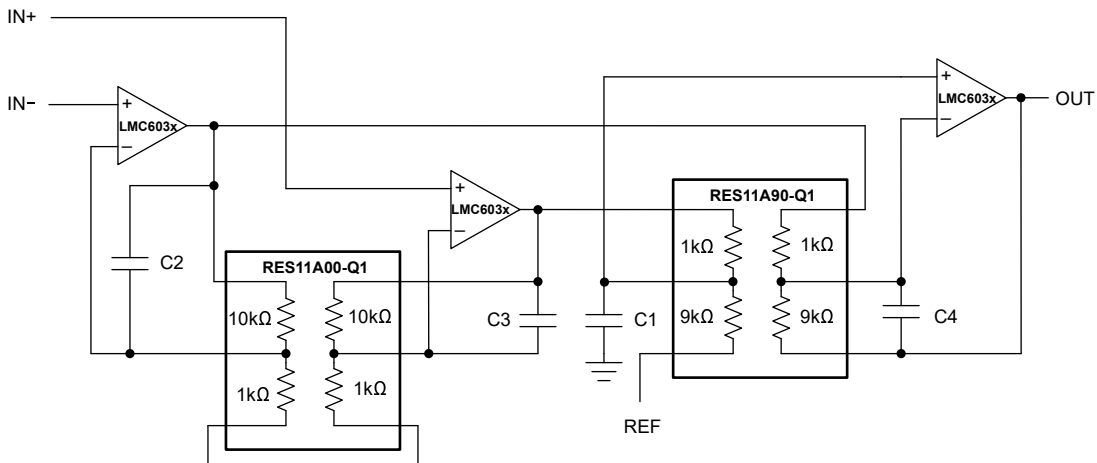 IN+
IN−
+
LMC603x
−
C2
RES11A00-Q1
10kΩ
10kΩ
1kΩ
1kΩ
+
LMC603x
−
C3
C1
RES11A90-Q1
1kΩ
1kΩ
9kΩ
9kΩ
REF
C4
+
LMC603x
−
OUT